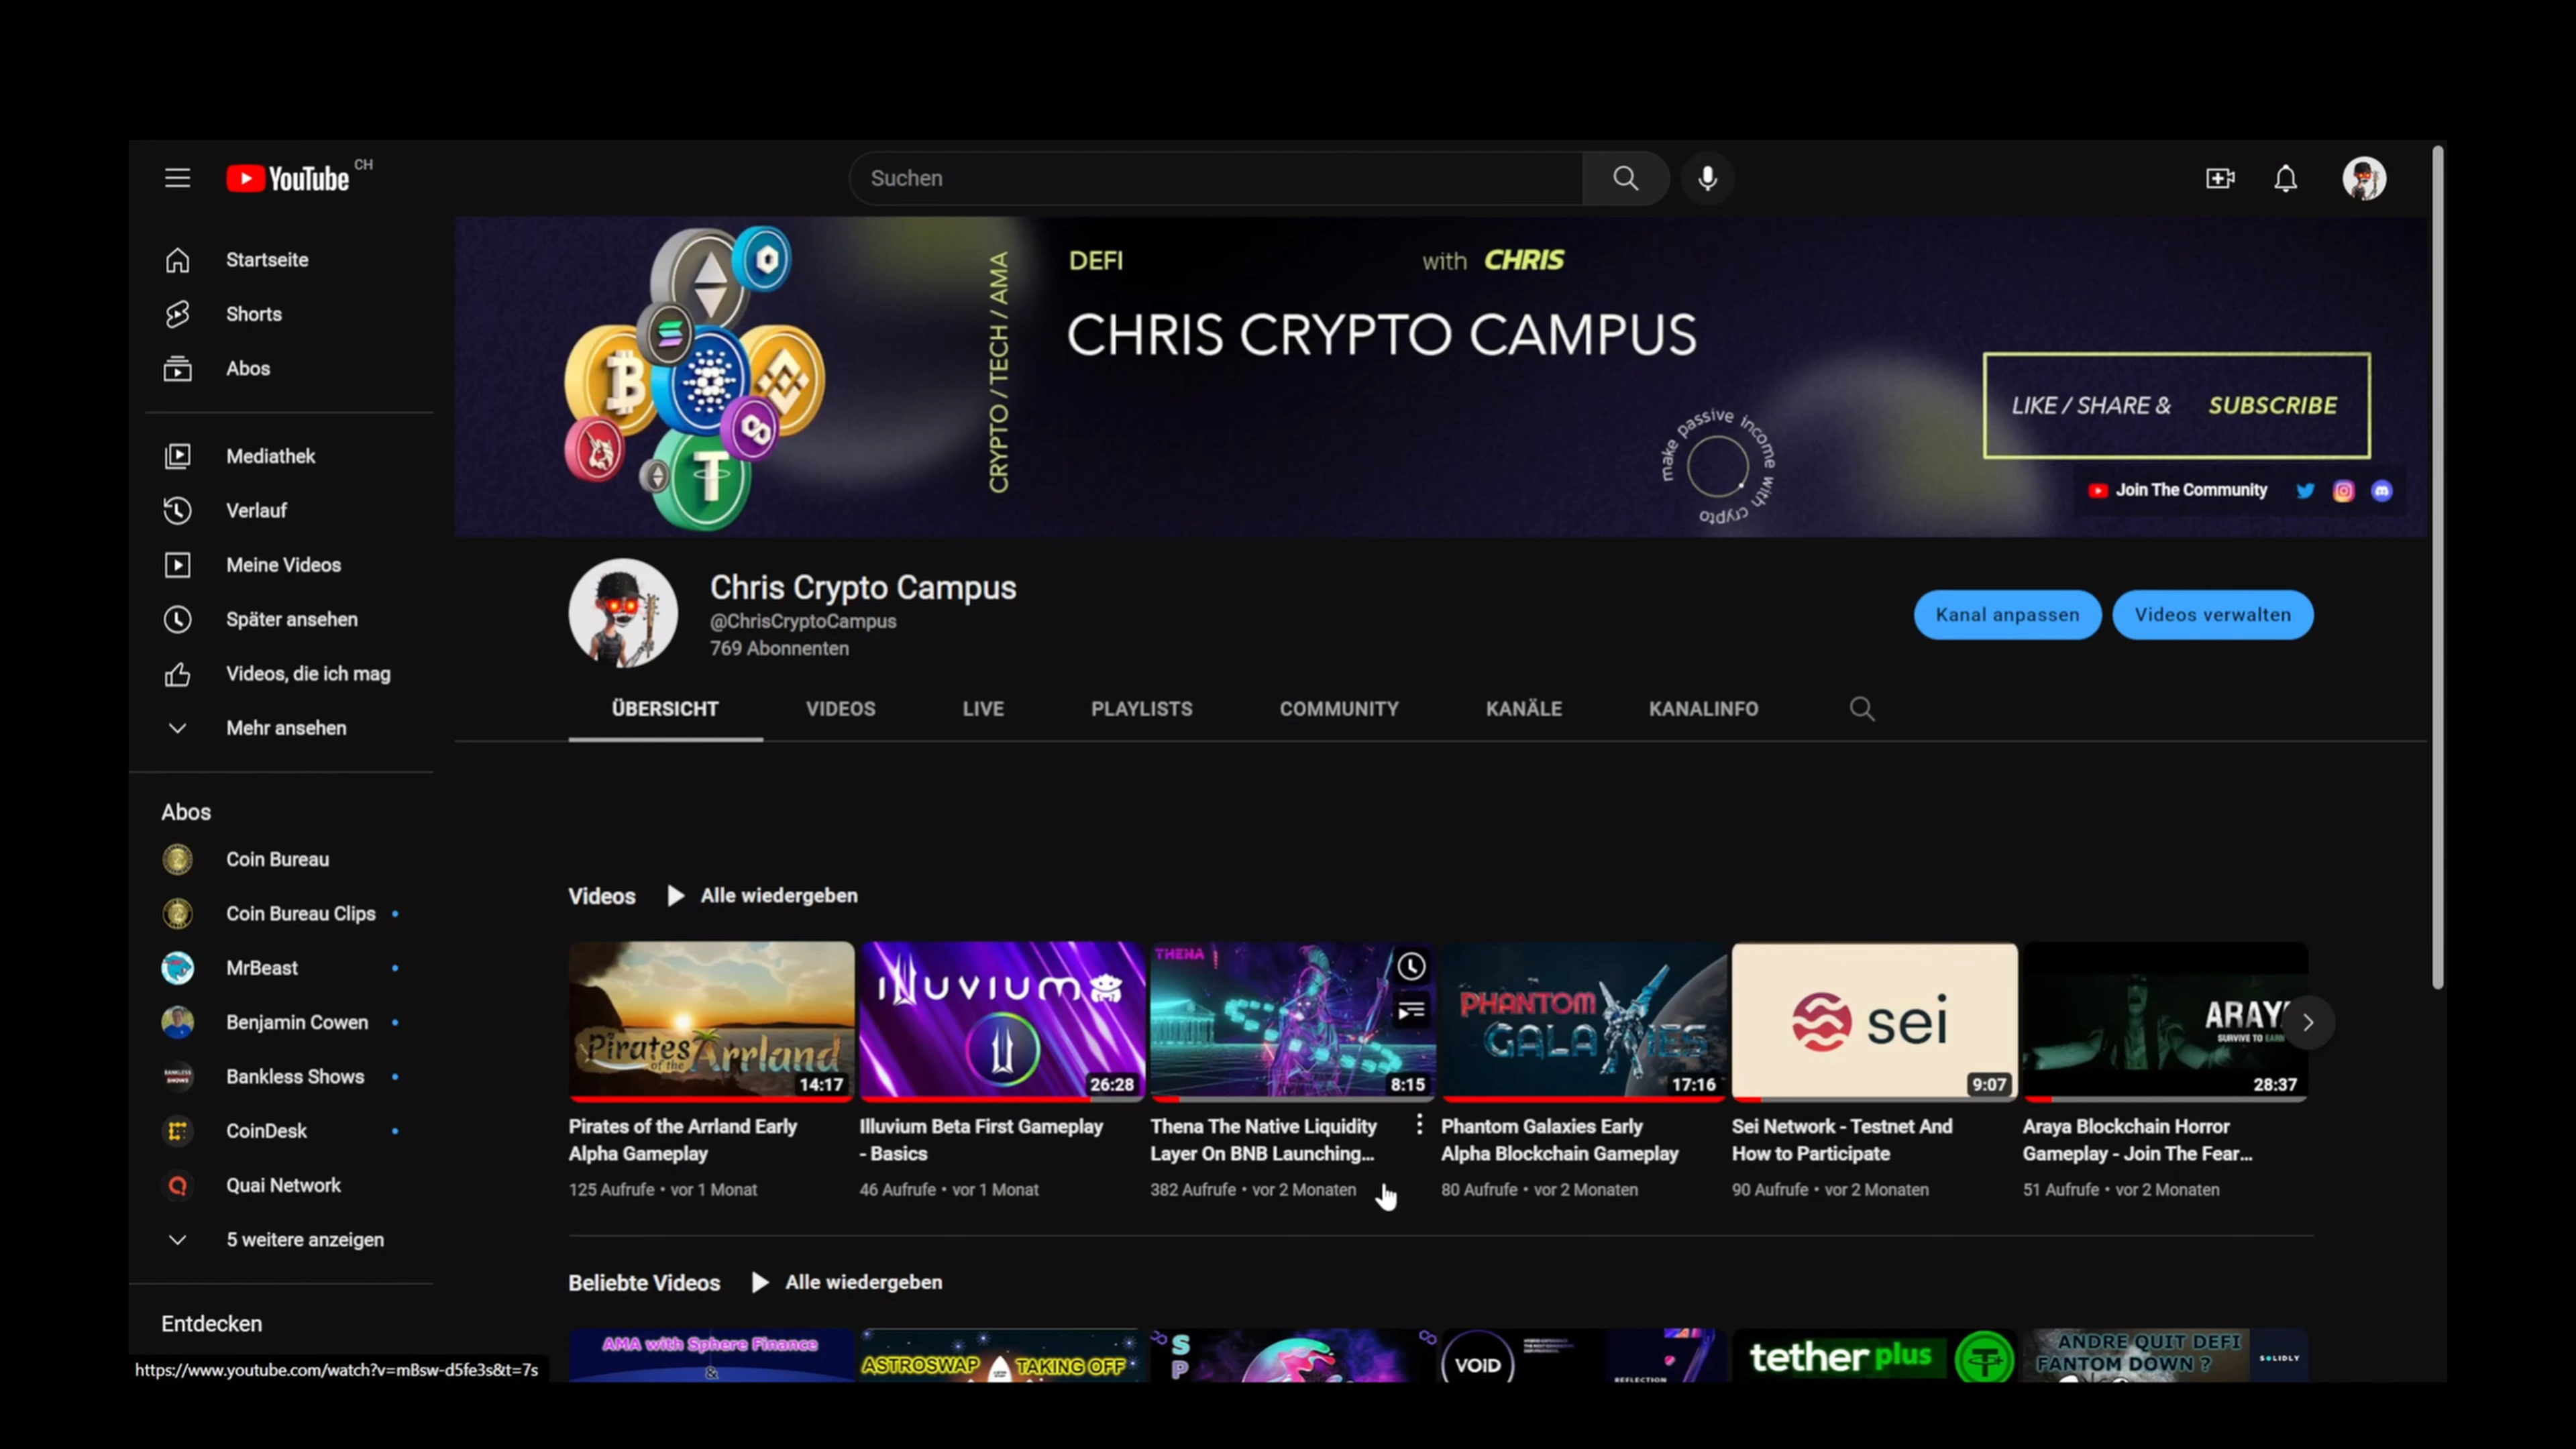 YouTube CH
Suchen
Startseite
Shorts
Abos
Mediathek
Verlauf
Meine Videos
Später ansehen
Videos, die ich mag
Mehr ansehen
Abos
Coin Bureau
Coin Bureau Clips
MrBeast
Benjamin Cowen
Bankless Shows
CoinDesk
Quai Network
5 weitere anzeigen
Entdecken
https://www.youtube.com/watch?v=mBsw-d5fe3s&t=7s
CRYPTO / TECH / AMA
DEFI with CHRIS
CHRIS CRYPTO CAMPUS
make passive income with crypto
LIKE / SHARE & SUBSCRIBE
Join The Community
Chris Crypto Campus
@ChrisCryptoCampus
769 Abonnenten
Kanal anpassen
Videos verwalten
ÜBERSICHT VIDEOS LIVE PLAYLISTS COMMUNITY KANÄLE KANALINFO
Videos Alle wiedergeben
Pirates of the Arrland
14:17
Pirates of the Arrland Early
Alpha Gameplay
125 Aufrufe • vor 1 Monat
ILLUVIUM
26:28
Illuvium Beta First Gameplay
- Basics
46 Aufrufe • vor 1 Monat
THENA
8:15
Thena The Native Liquidity
Layer On BNB Launching...
382 Aufrufe • vor 2 Monaten
PHANTOM
GALAXIES
17:16
Phantom Galaxies Early
Alpha Blockchain Gameplay
80 Aufrufe • vor 2 Monaten
sei
9:07
Sei Network - Testnet And
How to Participate
90 Aufrufe • vor 2 Monaten
ARAYA
SURVIVE TO EARN
28:37
Araya Blockchain Horror
Gameplay - Join The Fear...
51 Aufrufe • vor 2 Monaten
Beliebte Videos Alle wiedergeben
AMA with Sphere Finance
&
ASTROSWAP TAKING OFF
SP
VOID
REFLECTION
tether plus
ANDRE QUIT DEFI
FANTOM DOWN ?
SOLIDLY